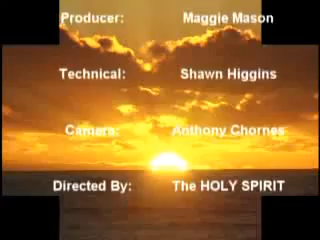 Producer: Maggie Mason
Technical: Shawn Higgins
Camera: Anthony Chornes
Directed By: The HOLY SPIRIT